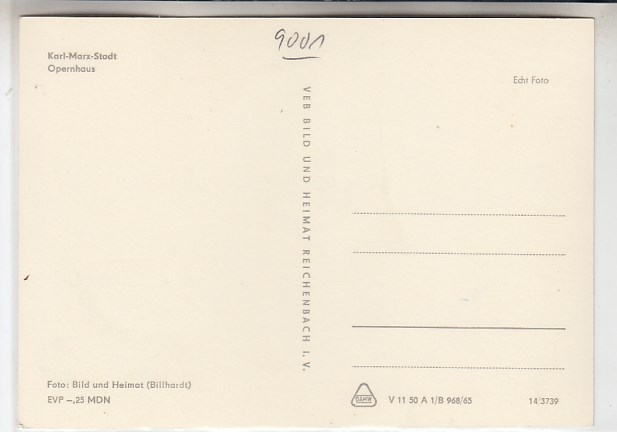 9001
Karl-Marx-Stadt
Opernhaus
Echt Foto
VEB BILD UND HEIMAT REICHENBACH I. V.
Foto: Bild und Heimat (Billhardt)
EVP –,25 MDN
DAMW
V 11 50 A 1/B 968/65
14/3739